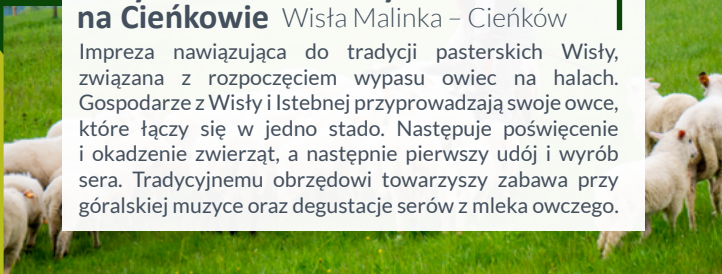 na Cieńkowie Wisła Malinka – Cieńków
Impreza nawiązująca do tradycji pasterskich Wisły,
związana z rozpoczęciem wypasu owiec na halach.
Gospodarze z Wisły i Istebnej przyprowadzają swoje owce,
które łączy się w jedno stado. Następuje poświęcenie
i okadzenie zwierząt, a następnie pierwszy udój i wyrób
sera. Tradycyjnemu obrzędowi towarzyszy zabawa przy
góralskiej muzyce oraz degustacje serów z mleka owczego.